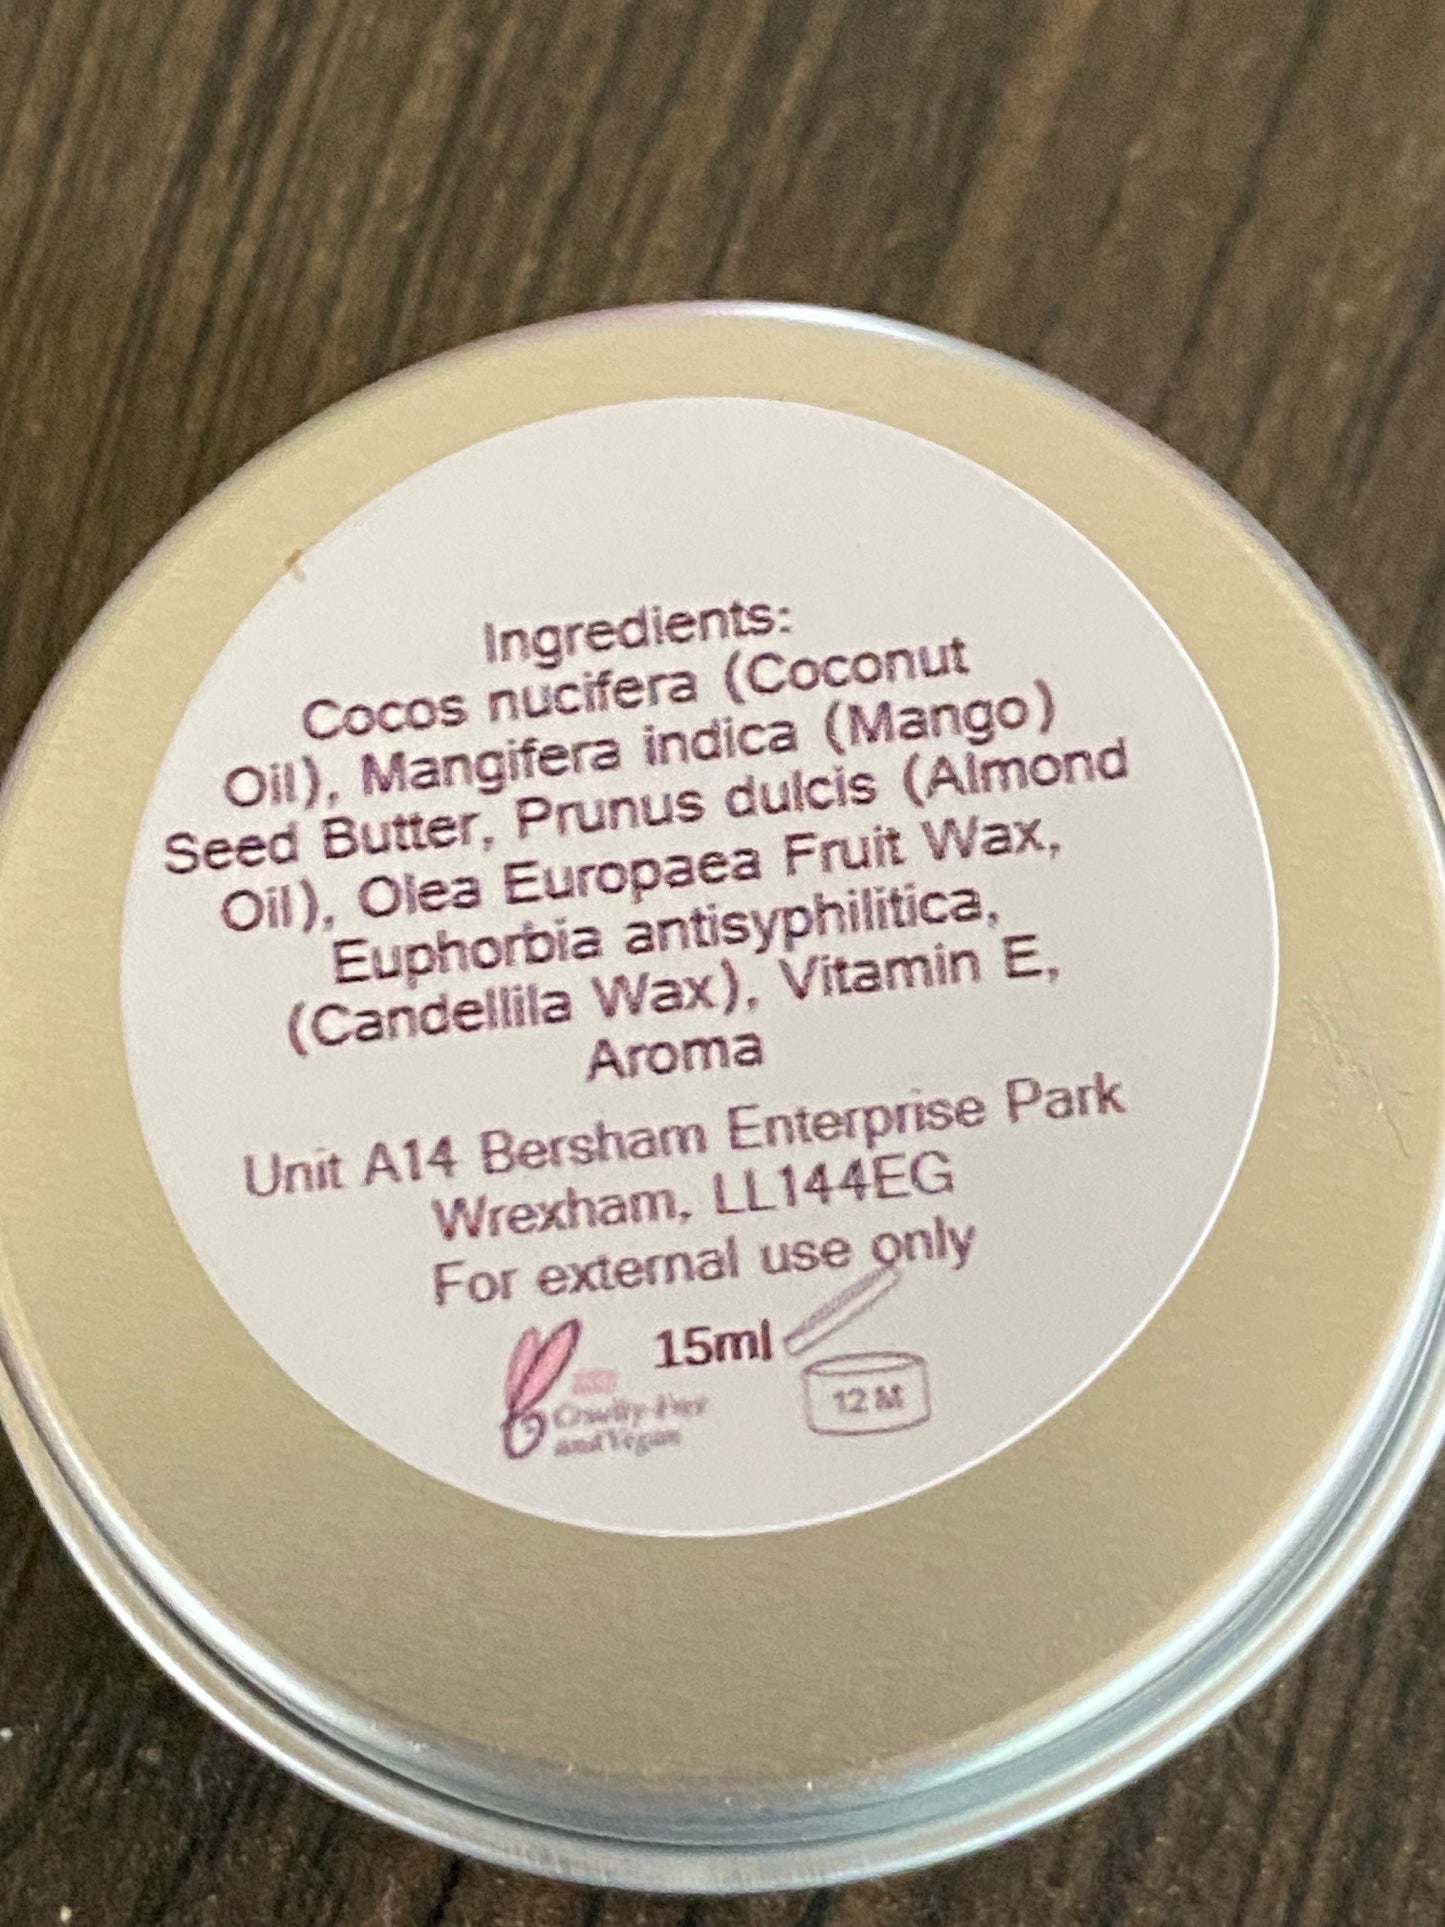 Ingredients:
Cocos nucifera (Coconut
Oil), Mangifera indica (Mango)
Seed Butter, Prunus dulcis (Almond
Oil), Olea Europaea Fruit Wax,
Euphorbia antisyphilitica,
(Candellila Wax), Vitamin E,
Aroma
Unit A14 Bersham Enterprise Park
Wrexham, LL144EG
For external use only
15ml
Cruelty-Free
and Vegan
12 M